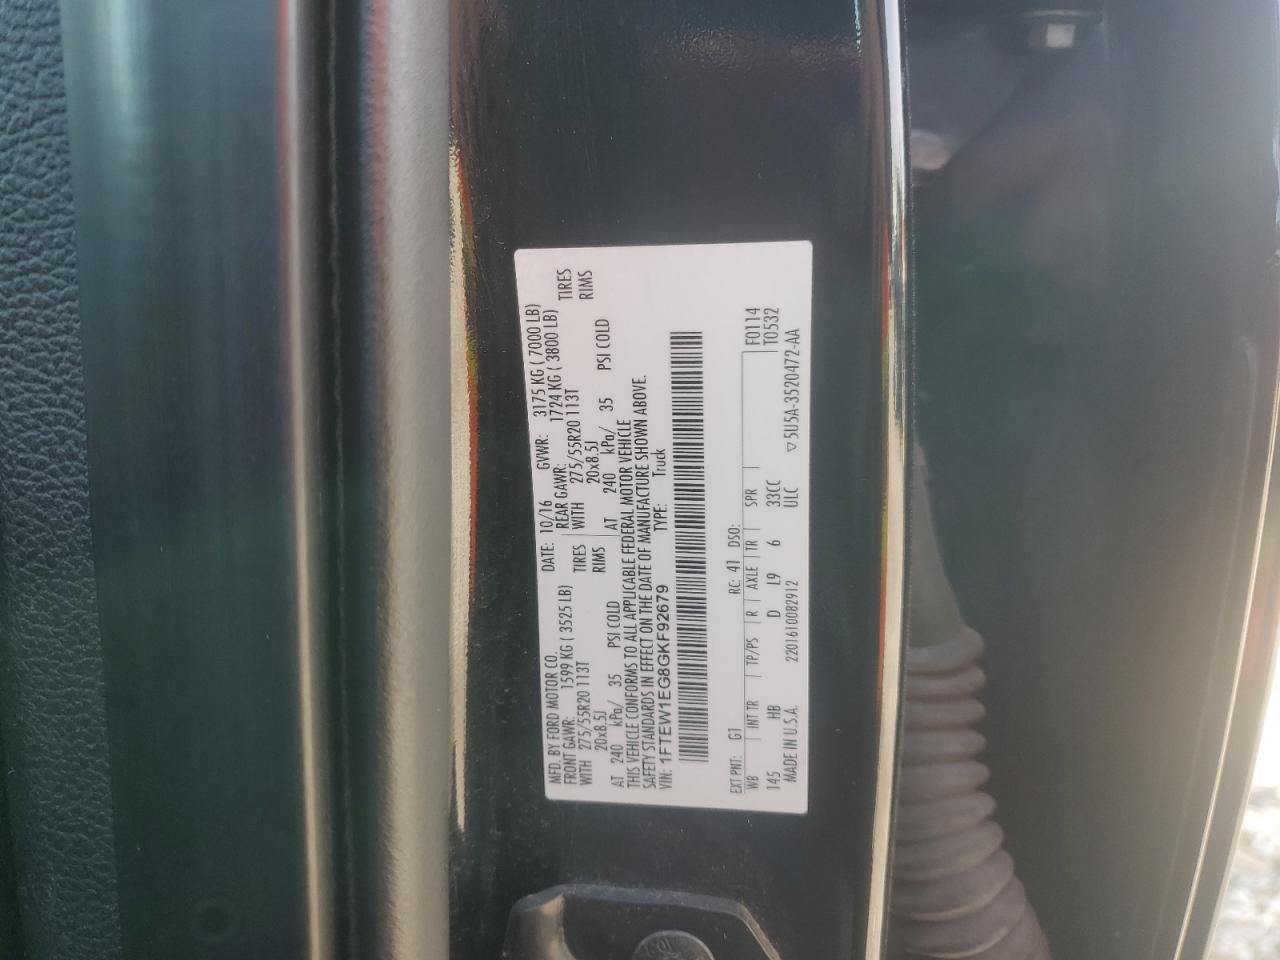 MFD. BY FORD MOTOR CO. DATE: 10/16 GVWR: 3175 KG ( 7000 LB)
FRONT GAWR: 1599 KG ( 3525 LB) REAR GAWR: 1724 KG ( 3800 LB)
WITH 275/55R20 113T TIRES WITH 275/55R20 113T TIRES
20x8.5J RIMS 20x8.5J RIMS
AT 240 kPa/ 35 PSI COLD AT 240 kPa/ 35 PSI COLD
THIS VEHICLE CONFORMS TO ALL APPLICABLE FEDERAL MOTOR VEHICLE
SAFETY STANDARDS IN EFFECT ON THE DATE OF MANUFACTURE SHOWN ABOVE.
VIN: 1FTEW1EG8GKF92679 TYPE: Truck
EXT PNT: G1 RC: 41 DSO: F0114
WB INT TR TP/PS R AXLE TR SPR T0532
145 HB D L9 6 33CC
MADE IN U.S.A. 2201610082912 ULC ▽5U5A-3520472-AA